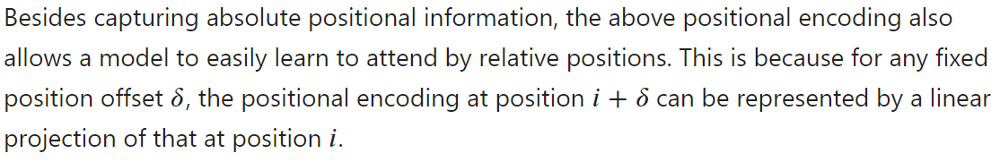 Besides capturing absolute positional information, the above positional encoding also
allows a model to easily learn to attend by relative positions. This is because for any fixed
position offset δ, the positional encoding at position i + δ can be represented by a linear
projection of that at position i.